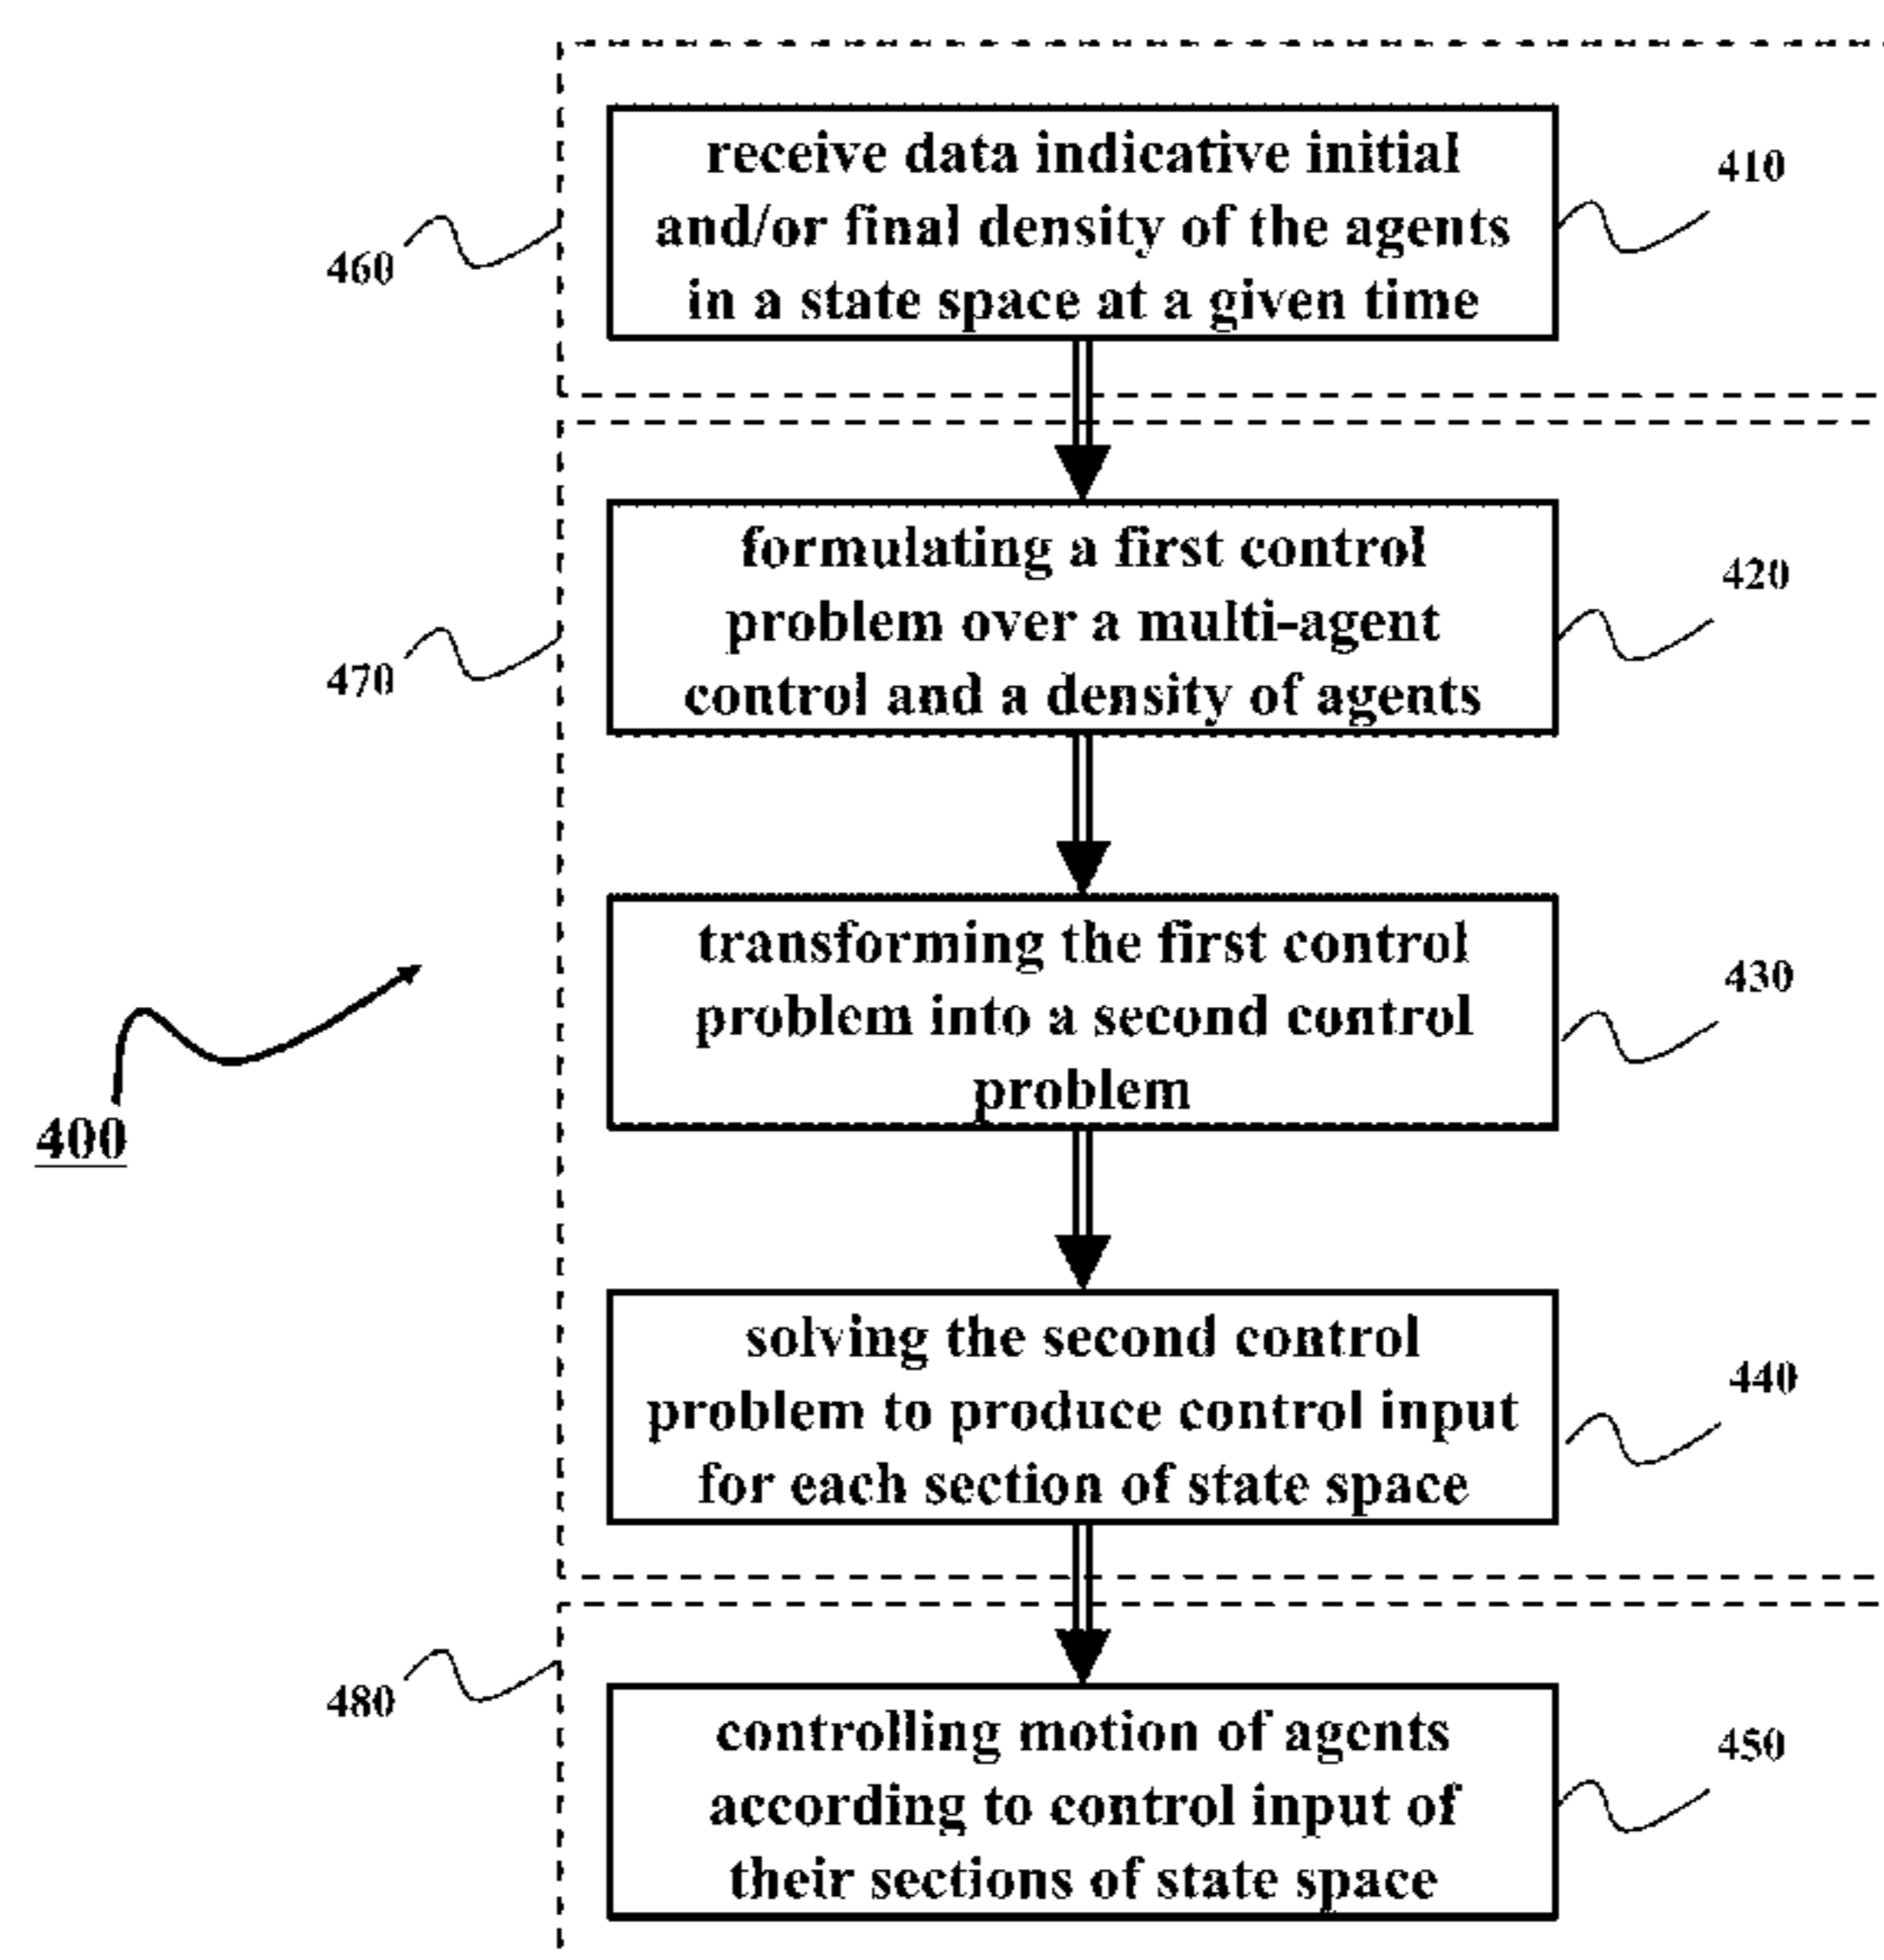 receive data indicative initial
and/or final density of the agents
in a state space at a given time
410
460
formulating a first control
problem over a multi-agent
control and a density of agents
420
470
transforming the first control
problem into a second control
problem
430
400
solving the second control
problem to produce control input
for each section of state space
440
480
controlling motion of agents
according to control input of
their sections of state space
450